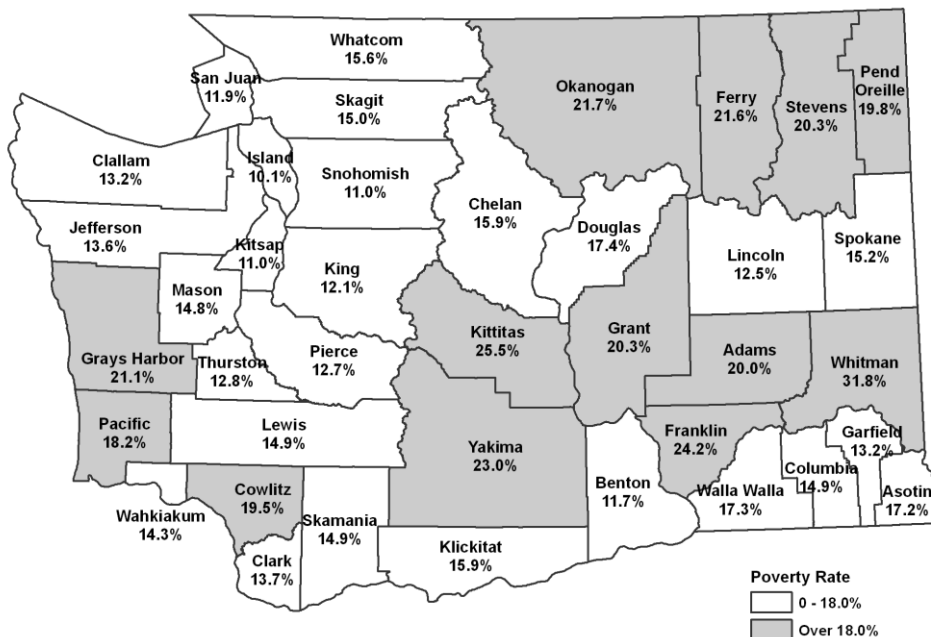 Whatcom
15.6%
San Juan
11.9%
Skagit
15.0%
Okanogan
21.7%
Ferry
21.6%
Stevens
20.3%
Pend
Oreille
19.8%
Clallam
13.2%
Island
10.1%
Snohomish
11.0%
Chelan
15.9%
Douglas
17.4%
Jefferson
13.6%
Kitsap
11.0%
King
12.1%
Lincoln
12.5%
Spokane
15.2%
Mason
14.8%
Grays Harbor
21.1%
Thurston
12.8%
Pierce
12.7%
Kittitas
25.5%
Grant
20.3%
Adams
20.0%
Whitman
31.8%
Pacific
18.2%
Lewis
14.9%
Yakima
23.0%
Franklin
24.2%
Garfield
13.2%
Benton
11.7%
Walla Walla
17.3%
Columbia
14.9%
Asotin
17.2%
Wahkiakum
14.3%
Cowlitz
19.5%
Skamania
14.9%
Clark
13.7%
Klickitat
15.9%
Poverty Rate
0 - 18.0%
Over 18.0%